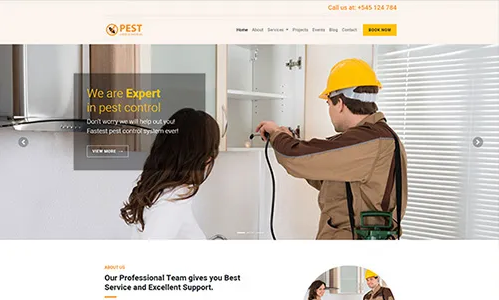 Call us at: +545 124 784
PEST
Home About Services Projects Events Blog Contact BOOK NOW
We are Expert
in pest control
Don't worry we will help you out!
Fastest pest control system ever!
VIEW MORE
ABOUT US
Our Professional Team gives you Best
Service and Excellent Support.